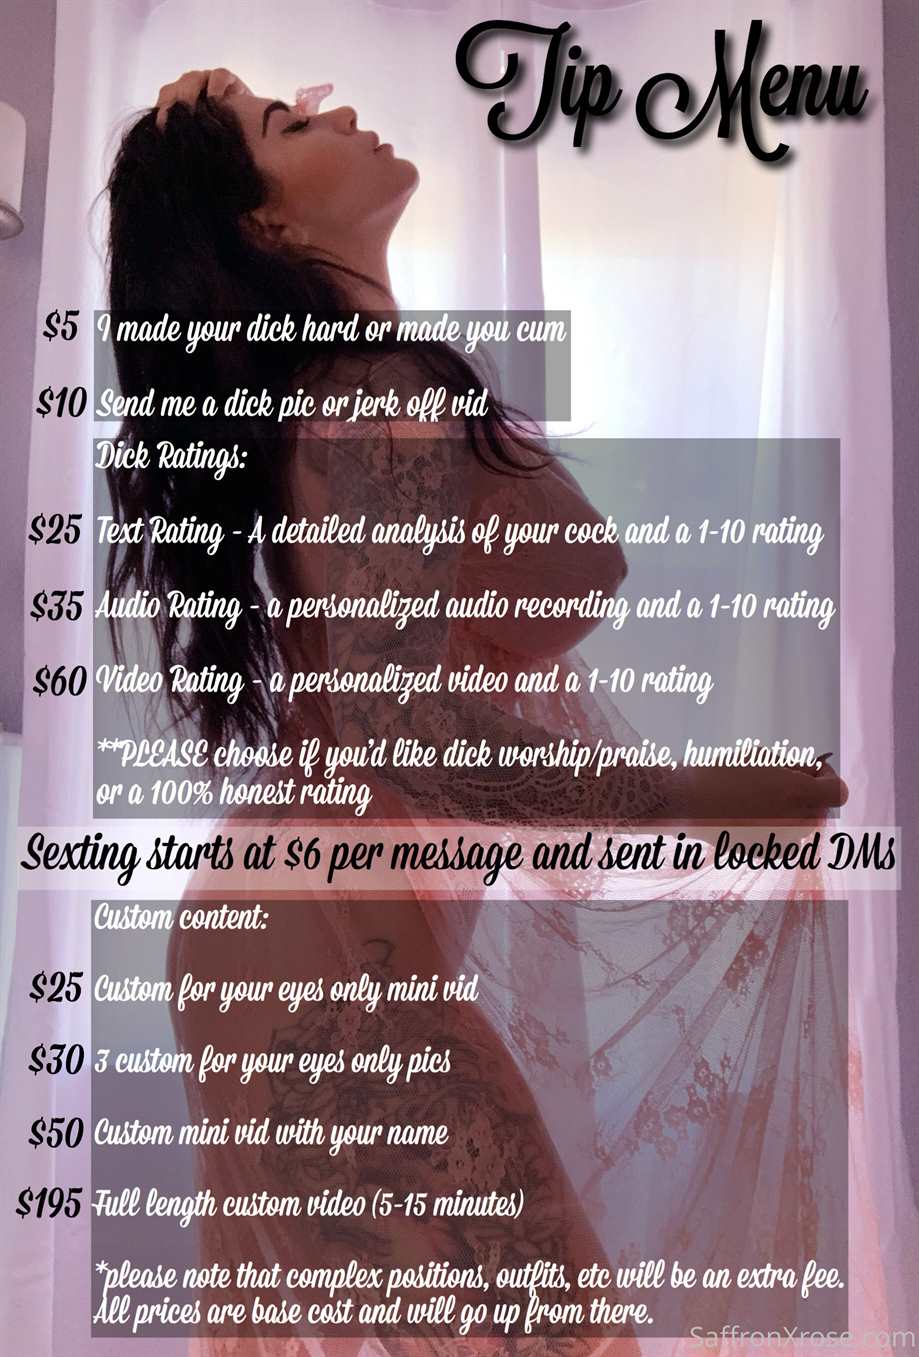 Tip Menu
$5 I made your dick hard or made you cum
$10 Send me a dick pic or jerk off vid
Dick Ratings:
$25 Text Rating - A detailed analysis of your cock and a 1-10 rating
$35 Audio Rating - a personalized audio recording and a 1-10 rating
$60 Video Rating - a personalized video and a 1-10 rating
**PLEASE choose if you'd like dick worship/praise, humiliation,
or a 100% honest rating
Sexting starts at $6 per message and sent in locked DMs
Custom content:
$25 Custom for your eyes only mini vid
$30 3 custom for your eyes only pics
$50 Custom mini vid with your name
$195 Full length custom video (5-15 minutes)
*please note that complex positions, outfits, etc will be an extra fee.
All prices are base cost and will go up from there.
SaffronXrose.com